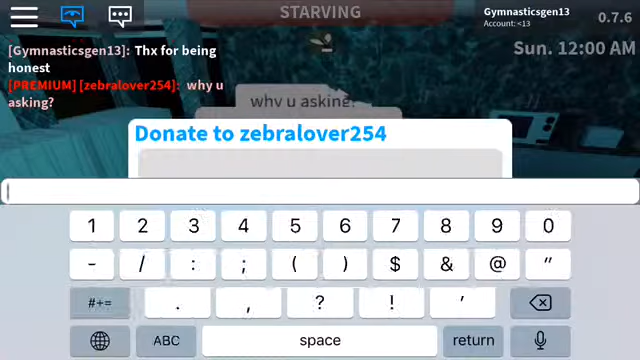 STARVING
Gymnasticsgen13
Account: <13
0.7.6
Sun. 12:00 AM
[Gymnasticsgen13]: Thx for being
honest
[PREMIUM] [zebralover254]: why u
asking?
why u asking?
Donate to zebralover254
1 2 3 4 5 6 7 8 9 0
- / : ; ( ) $ & @ "
#+= . , ? ! '
ABC space return